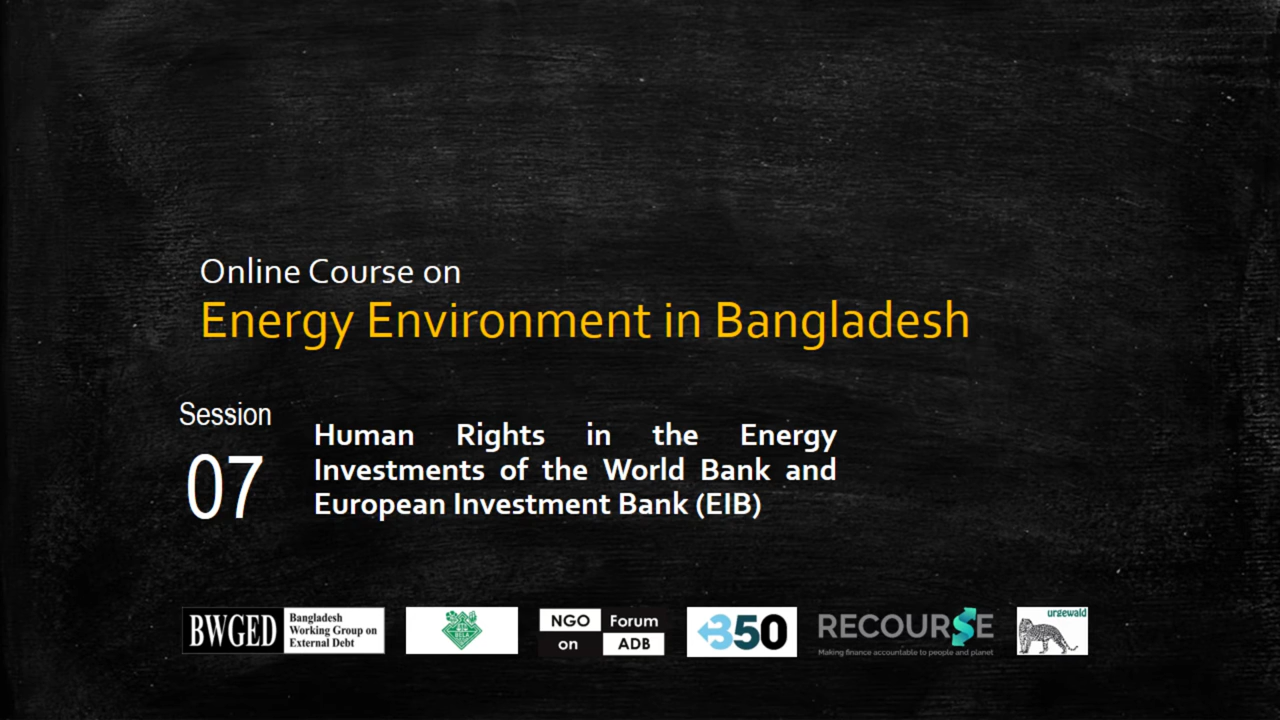 Online Course on
Energy Environment in Bangladesh
Session
07
Human Rights in the Energy
Investments of the World Bank and
European Investment Bank (EIB)
BWGED
Bangladesh
Working Group on
External Debt
BELA
NGO Forum
on ADB
350
RECOURSE
Making finance accountable to people and planet
urgewald